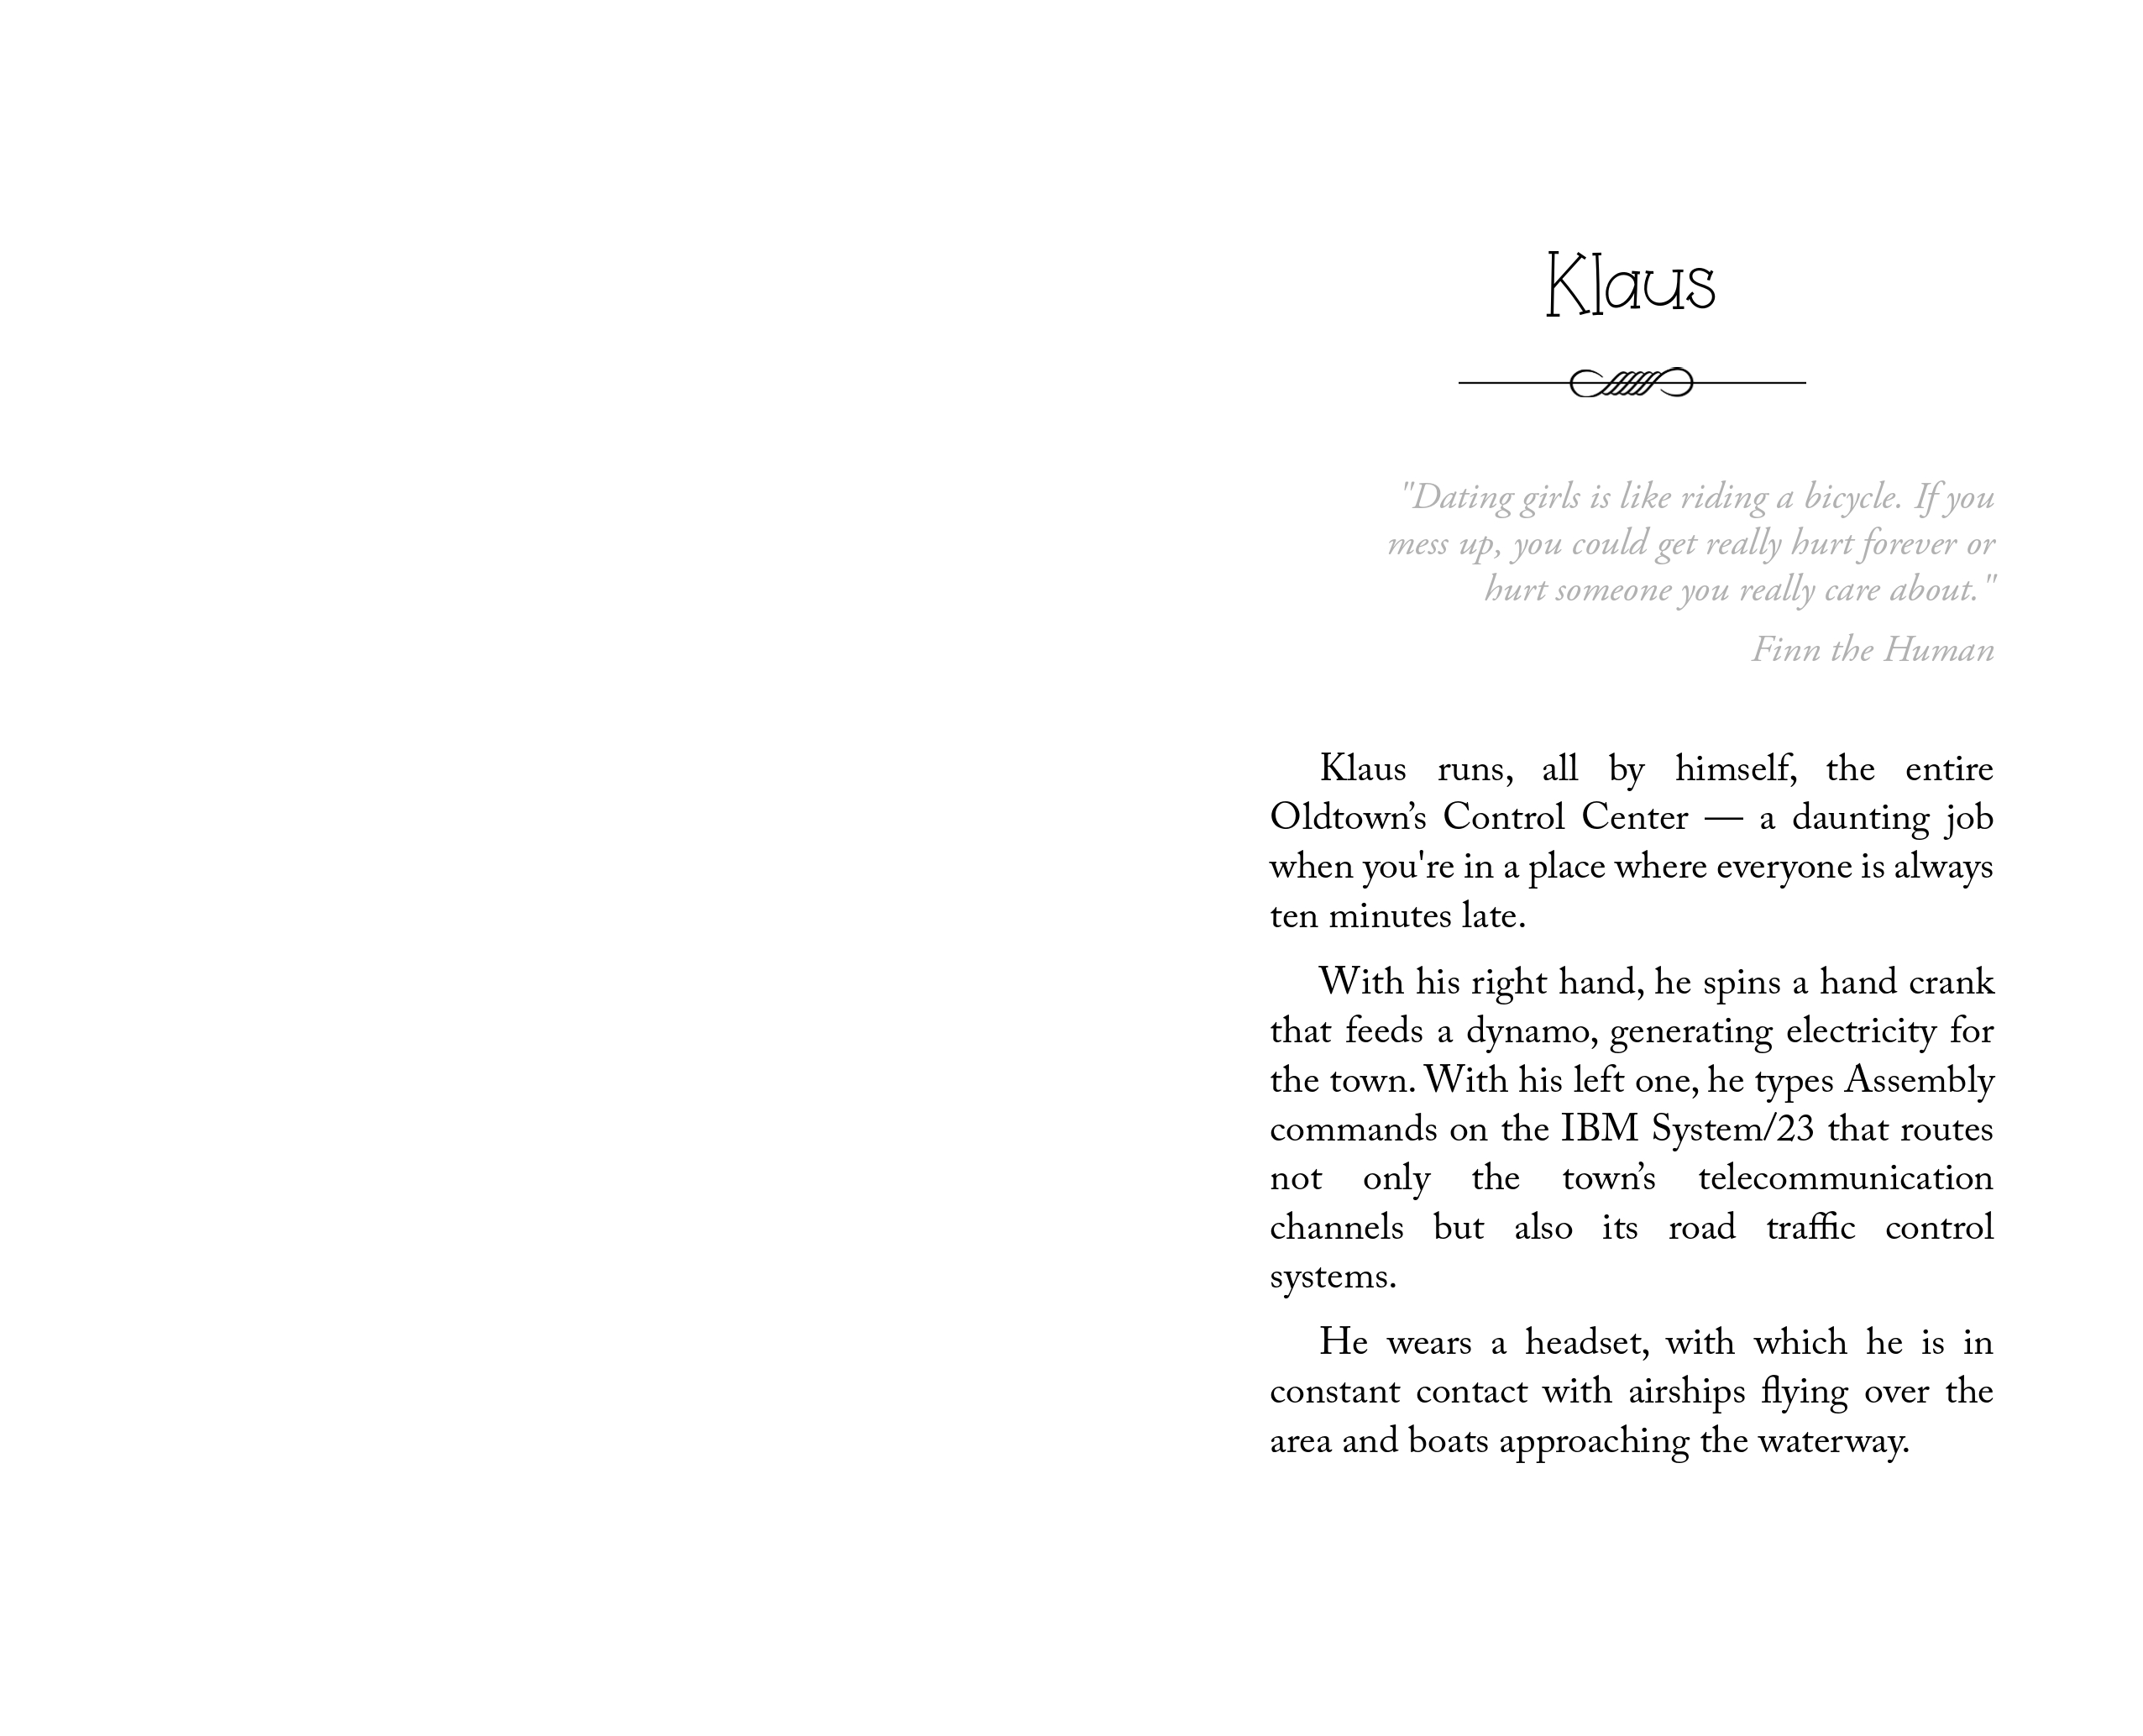 Klaus
"Dating girls is like riding a bicycle. If you
mess up, you could get really hurt forever or
hurt someone you really care about."
Finn the Human
Klaus runs, all by himself, the entire
Oldtown’s Control Center — a daunting job
when you're in a place where everyone is always
ten minutes late.
With his right hand, he spins a hand crank
that feeds a dynamo, generating electricity for
the town. With his left one, he types Assembly
commands on the IBM System/23 that routes
not only the town’s telecommunication
channels but also its road traffic control
systems.
He wears a headset, with which he is in
constant contact with airships flying over the
area and boats approaching the waterway.